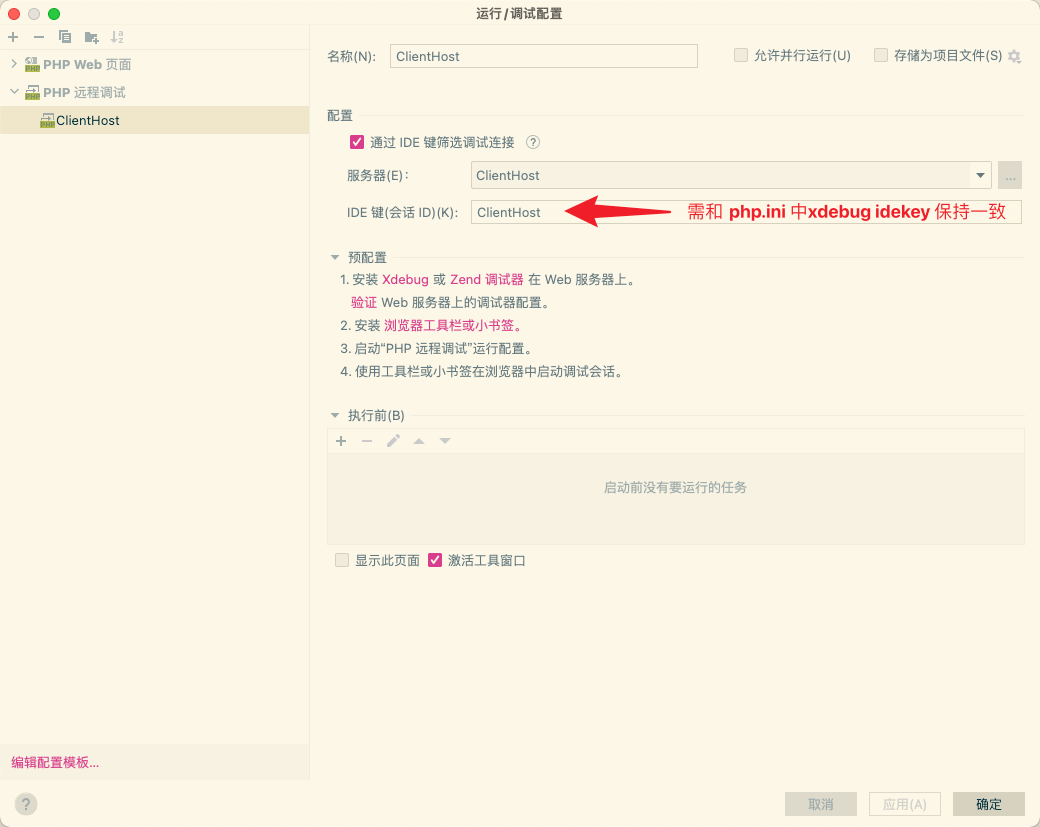 运行/调试配置
PHP Web 页面
PHP 远程调试
ClientHost
编辑配置模板...
名称(N): ClientHost 允许并行运行(U) 存储为项目文件(S)
配置
通过 IDE 键筛选调试连接 ?
服务器(E): ClientHost ...
IDE 键(会话 ID)(K): ClientHost 需和 php.ini 中xdebug idekey 保持一致
预配置
1. 安装 Xdebug 或 Zend 调试器 在 Web 服务器上。
验证 Web 服务器上的调试器配置。
2. 安装 浏览器工具栏或小书签。
3. 启动“PHP 远程调试”运行配置。
4. 使用工具栏或小书签在浏览器中启动调试会话。
执行前(B)
启动前没有要运行的任务
显示此页面 激活工具窗口
? 取消 应用(A) 确定